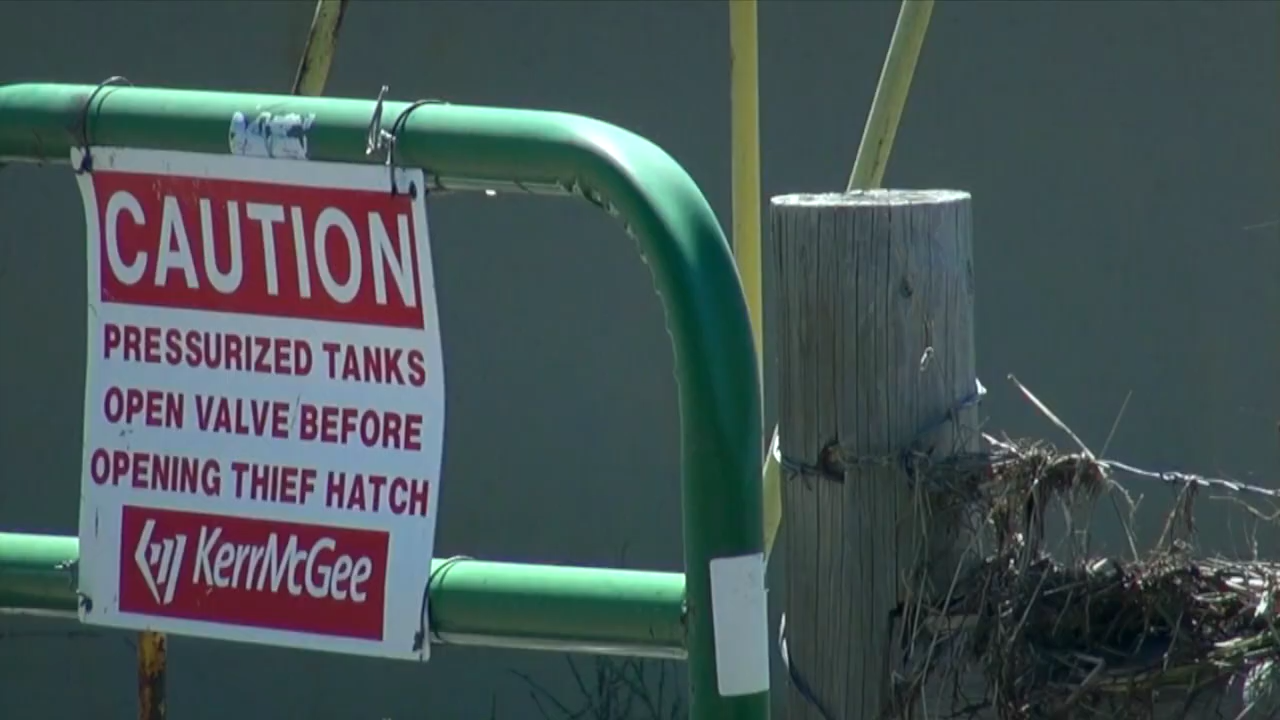 CAUTION
PRESSURIZED TANKS
OPEN VALVE BEFORE
OPENING THIEF HATCH
KerrMcGee